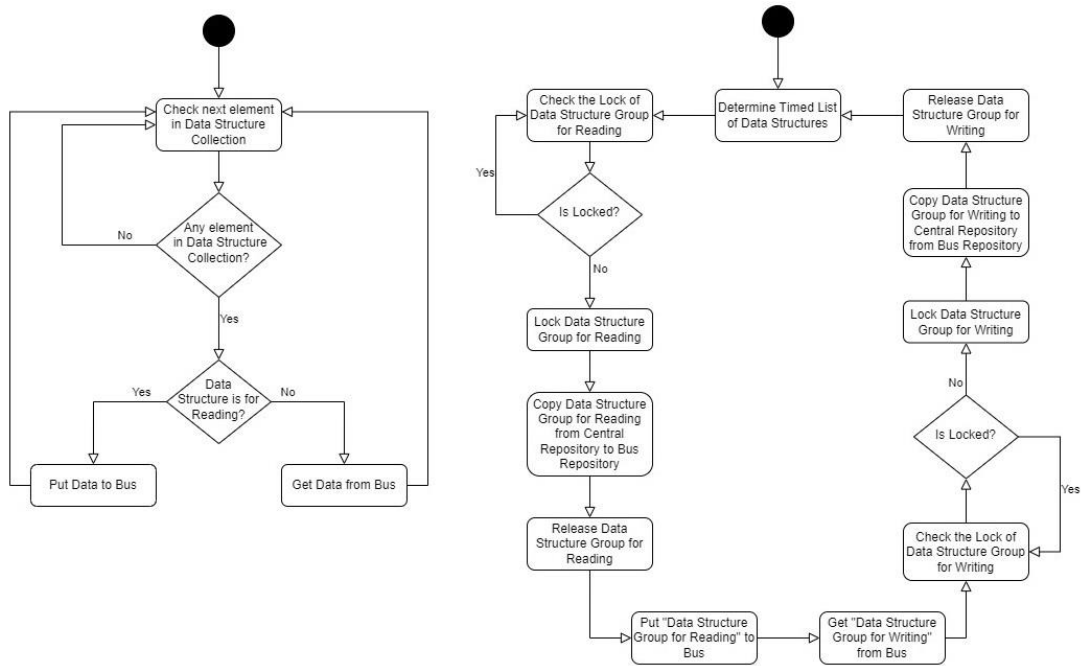 Check next element
in Data Structure
Collection
Any element
in Data Structure
Collection?
No
Yes
Data
Structure is for
Reading?
Yes
No
Put Data to Bus
Get Data from Bus
Determine Timed List
of Data Structures
Check the Lock of
Data Structure Group
for Reading
Is Locked?
Yes
No
Lock Data Structure
Group for Reading
Copy Data Structure
Group for Reading
from Central
Repository to Bus
Repository
Release Data
Structure Group for
Reading
Put "Data Structure
Group for Reading" to
Bus
Get "Data Structure
Group for Writing"
from Bus
Check the Lock of
Data Structure Group
for Writing
Is Locked?
Yes
No
Lock Data Structure
Group for Writing
Copy Data Structure
Group for Writing to
Central Repository
from Bus Repository
Release Data
Structure Group for
Writing